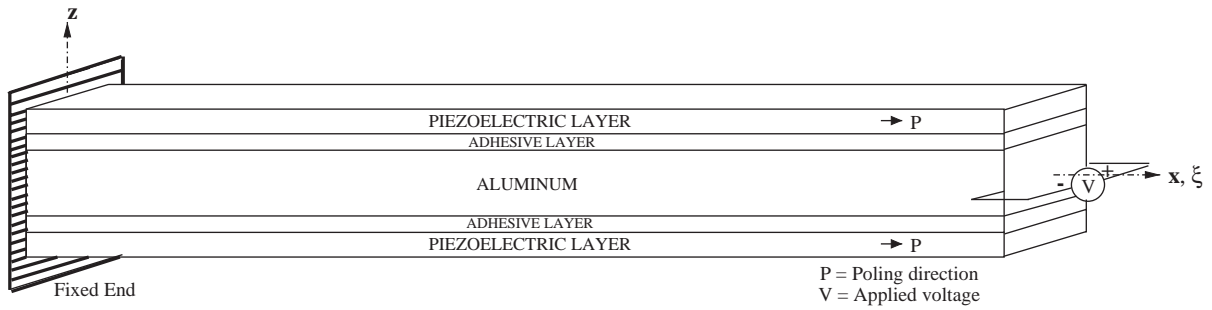 z
PIEZOELECTRIC LAYER
P
ADHESIVE LAYER
ALUMINUM
- V +
x, ξ
ADHESIVE LAYER
PIEZOELECTRIC LAYER
P
Fixed End
P = Poling direction
V = Applied voltage